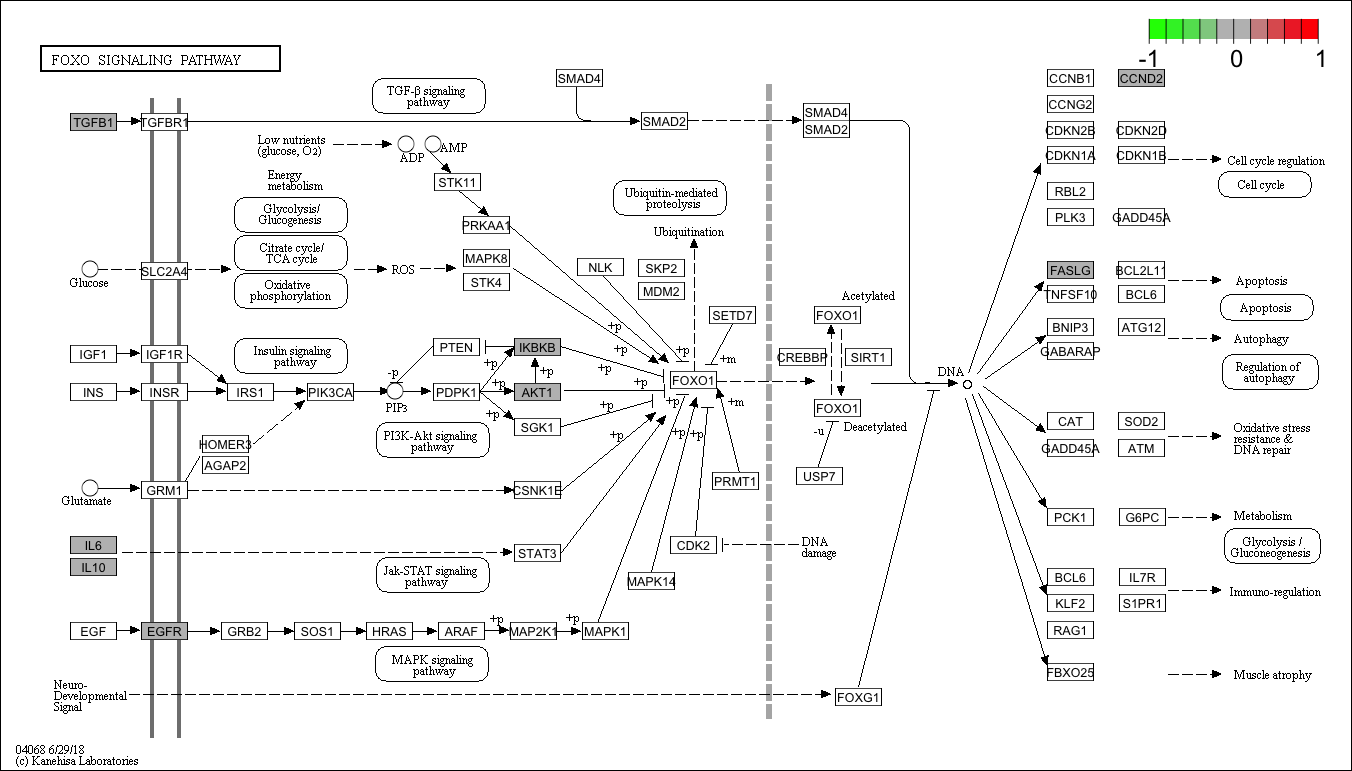 FOXO SIGNALING PATHWAY
-1 0 1
TGF-β signaling
pathway
SMAD4
CCNB1 CCND2
CCNG2
TGFB1 TGFBR1 SMAD2 SMAD4
SMAD2
CDKN2B CDKN2D
CDKN1A CDKN1B
Cell cycle regulation
Cell cycle
RBL2
PLK3 GADD45A
Low nutrients
(glucose, O2)
ADP AMP
Energy
metabolism
STK11
PRKAA1
Glycolysis/
Glucogenesis
Citrate cycle/
TCA cycle
Oxidative
phosphorylation
Ubiquitin-mediated
proteolysis
Ubiquitination
Glucose
SLC2A4
ROS
MAPK8
STK4
NLK
SKP2
MDM2
SETD7
Acetylated
FOXO1
CREBBP SIRT1
FOXO1
Deacetylated
-u
USP7
FASLG BCL2L11
TNFSF10 BCL6
Apoptosis
Apoptosis
BNIP3 ATG12
GABARAP
Autophagy
Regulation of
autophagy
IGF1 IGF1R
Insulin signaling
pathway
PTEN IKBKB
+p
+p
+p
+p
+m
INS INSR IRS1 PIK3CA
-p
PIP3
PDPK1 AKT1
+p
+p
+p
+p
+p
FOXO1
DNA
SGK1
+p
+p
+p
+p
+p
+p
+m
PI3K-Akt signaling
pathway
HOMER3
AGAP2
Glutamate
GRM1
CSNK1E
PRMT1
CAT SOD2
GADD45A ATM
Oxidative stress
resistance &
DNA repair
PCK1 G6PC
Metabolism
Glycolysis /
Gluconeogenesis
IL6
IL10
STAT3
Jak-STAT signaling
pathway
CDK2
DNA
damage
MAPK14
BCL6 IL7R
KLF2 S1PR1
RAG1
Immuno-regulation
EGF EGFR GRB2 SOS1 HRAS ARAF +p MAP2K1 +p MAPK1
MAPK signaling
pathway
FBXO25
Muscle atrophy
Neuro-
Developmental
Signal
FOXG1
04068 6/29/18
(c) Kanehisa Laboratories